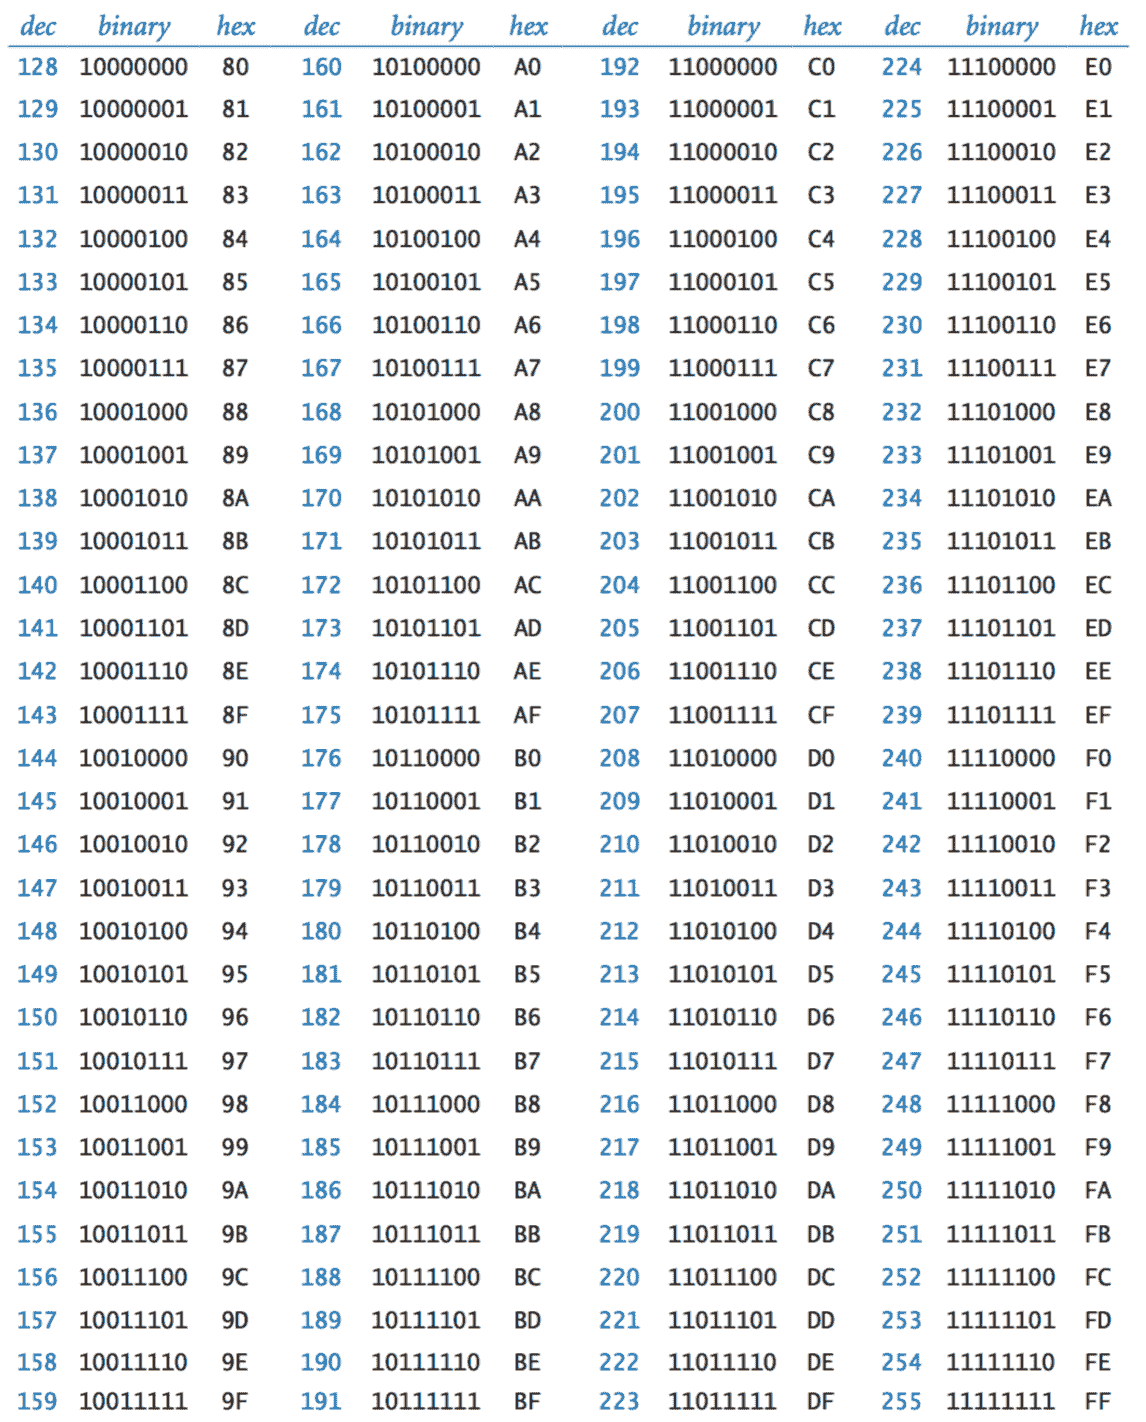 dec binary hex dec binary hex dec binary hex dec binary hex
128 10000000 80 160 10100000 A0 192 11000000 C0 224 11100000 E0
129 10000001 81 161 10100001 A1 193 11000001 C1 225 11100001 E1
130 10000010 82 162 10100010 A2 194 11000010 C2 226 11100010 E2
131 10000011 83 163 10100011 A3 195 11000011 C3 227 11100011 E3
132 10000100 84 164 10100100 A4 196 11000100 C4 228 11100100 E4
133 10000101 85 165 10100101 A5 197 11000101 C5 229 11100101 E5
134 10000110 86 166 10100110 A6 198 11000110 C6 230 11100110 E6
135 10000111 87 167 10100111 A7 199 11000111 C7 231 11100111 E7
136 10001000 88 168 10101000 A8 200 11001000 C8 232 11101000 E8
137 10001001 89 169 10101001 A9 201 11001001 C9 233 11101001 E9
138 10001010 8A 170 10101010 AA 202 11001010 CA 234 11101010 EA
139 10001011 8B 171 10101011 AB 203 11001011 CB 235 11101011 EB
140 10001100 8C 172 10101100 AC 204 11001100 CC 236 11101100 EC
141 10001101 8D 173 10101101 AD 205 11001101 CD 237 11101101 ED
142 10001110 8E 174 10101110 AE 206 11001110 CE 238 11101110 EE
143 10001111 8F 175 10101111 AF 207 11001111 CF 239 11101111 EF
144 10010000 90 176 10110000 B0 208 11010000 D0 240 11110000 F0
145 10010001 91 177 10110001 B1 209 11010001 D1 241 11110001 F1
146 10010010 92 178 10110010 B2 210 11010010 D2 242 11110010 F2
147 10010011 93 179 10110011 B3 211 11010011 D3 243 11110011 F3
148 10010100 94 180 10110100 B4 212 11010100 D4 244 11110100 F4
149 10010101 95 181 10110101 B5 213 11010101 D5 245 11110101 F5
150 10010110 96 182 10110110 B6 214 11010110 D6 246 11110110 F6
151 10010111 97 183 10110111 B7 215 11010111 D7 247 11110111 F7
152 10011000 98 184 10111000 B8 216 11011000 D8 248 11111000 F8
153 10011001 99 185 10111001 B9 217 11011001 D9 249 11111001 F9
154 10011010 9A 186 10111010 BA 218 11011010 DA 250 11111010 FA
155 10011011 9B 187 10111011 BB 219 11011011 DB 251 11111011 FB
156 10011100 9C 188 10111100 BC 220 11011100 DC 252 11111100 FC
157 10011101 9D 189 10111101 BD 221 11011101 DD 253 11111101 FD
158 10011110 9E 190 10111110 BE 222 11011110 DE 254 11111110 FE
159 10011111 9F 191 10111111 BF 223 11011111 DF 255 11111111 FF